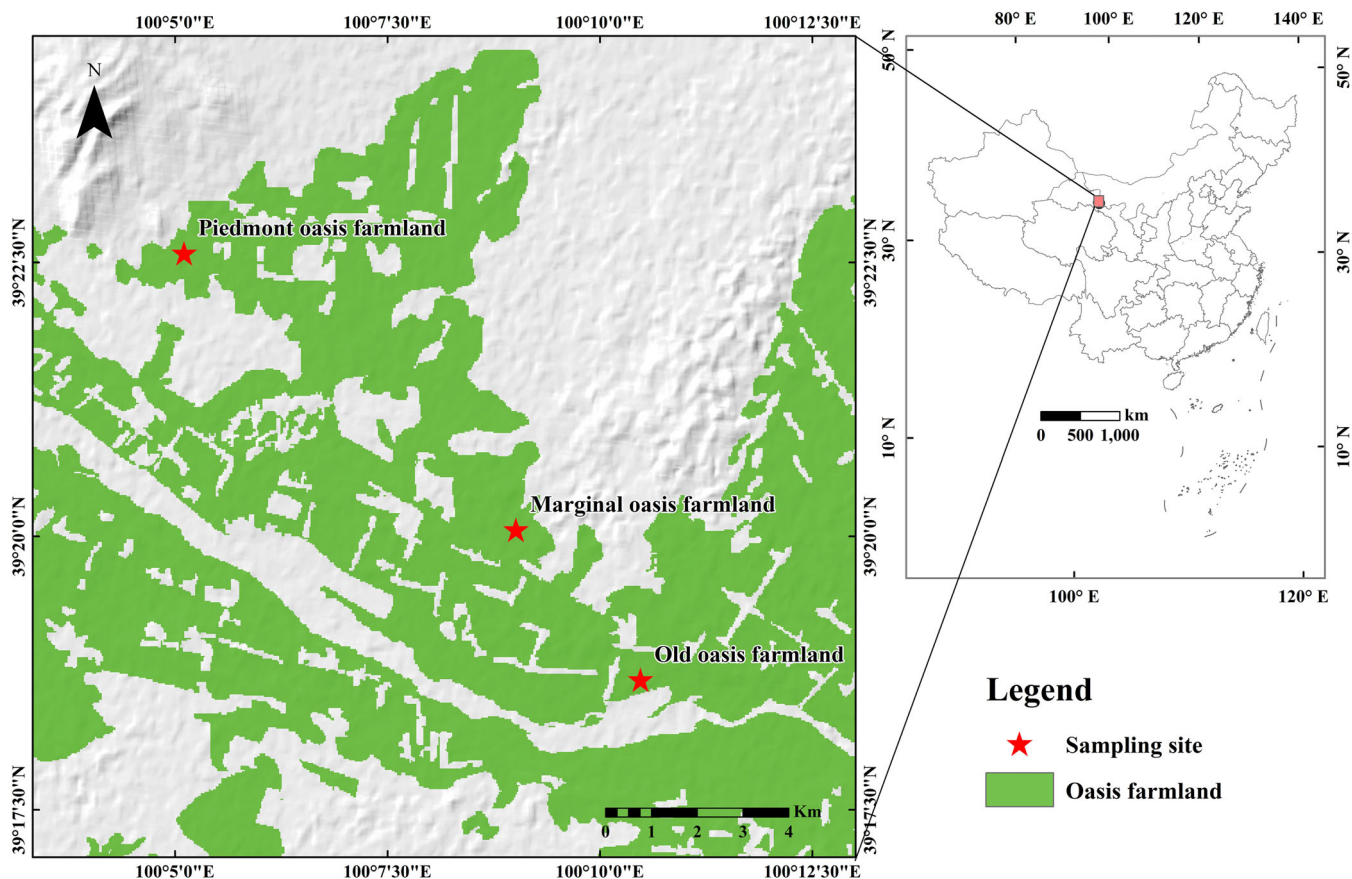 100°5'0"E 100°7'30"E 100°10'0"E 100°12'30"E
80° E 100° E 120° E 140° E
N
50° N
50° N
Piedmont oasis farmland
39°22'30"N
39°22'30"N
30° N
30° N
km
0 500 1,000
10° N
10° N
Marginal oasis farmland
39°20'0"N
39°20'0"N
100° E 120° E
Old oasis farmland
Legend
Sampling site
Oasis farmland
39°17'30"N
39°17'30"N
Km
0 1 2 3 4
100°5'0"E 100°7'30"E 100°10'0"E 100°12'30"E